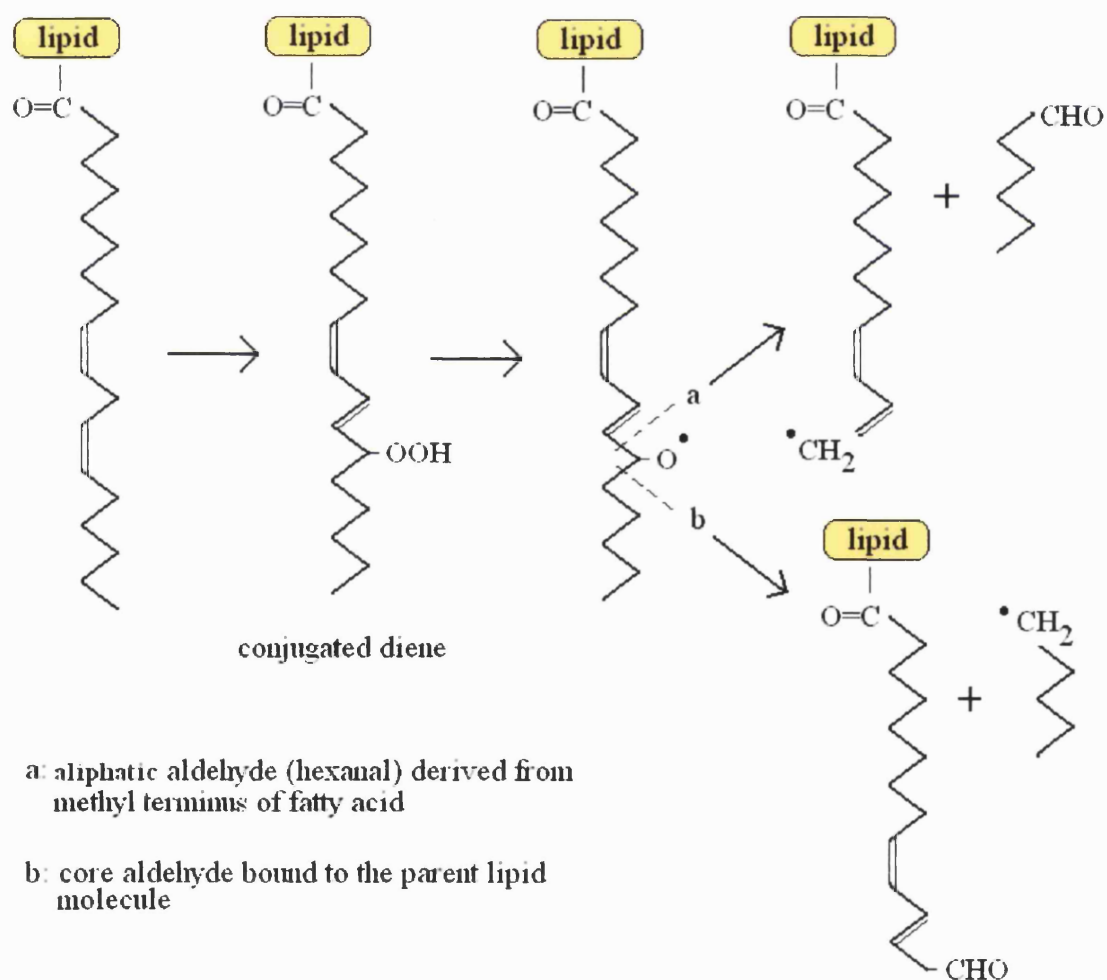 lipid
lipid
lipid
lipid
O=C
O=C
O=C
O=C
CHO
+
a
OOH
O•
•CH2
b
lipid
O=C
•CH2
+
conjugated diene
a: aliphatic aldehyde (hexanal) derived from
methyl terminus of fatty acid
b: core aldehyde bound to the parent lipid
molecule
CHO